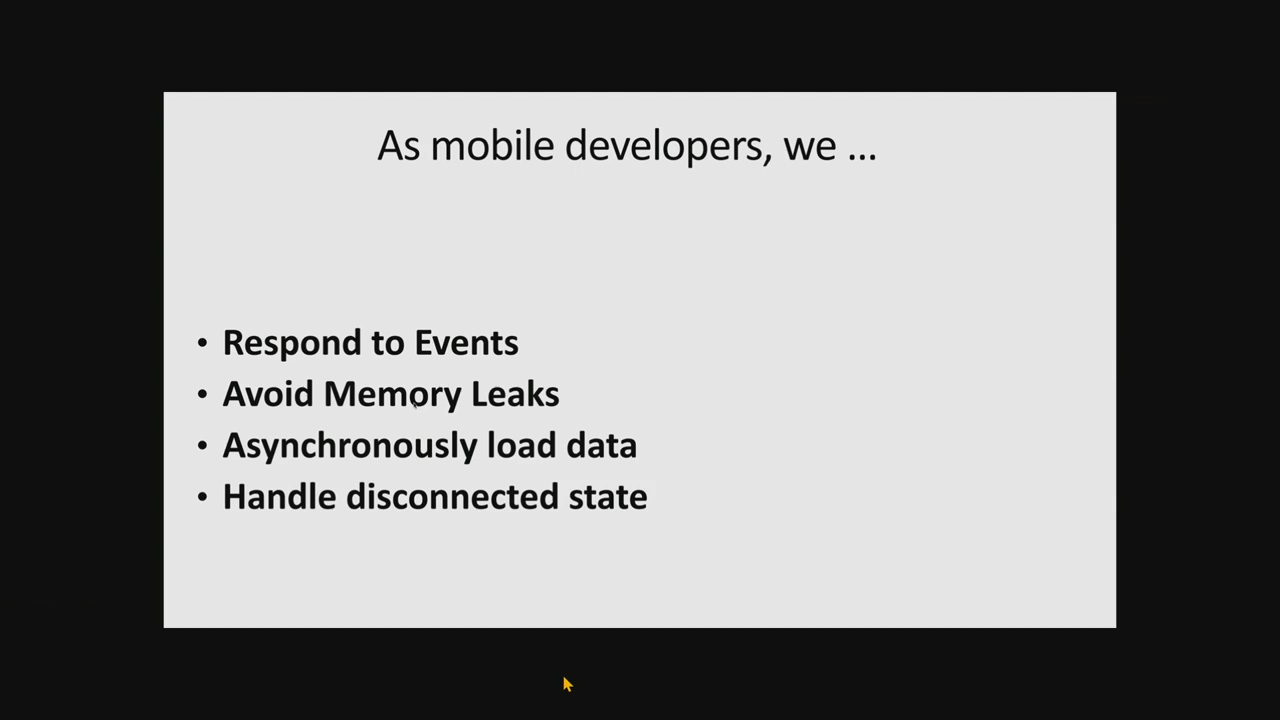 As mobile developers, we ...
• Respond to Events
• Avoid Memory Leaks
• Asynchronously load data
• Handle disconnected state